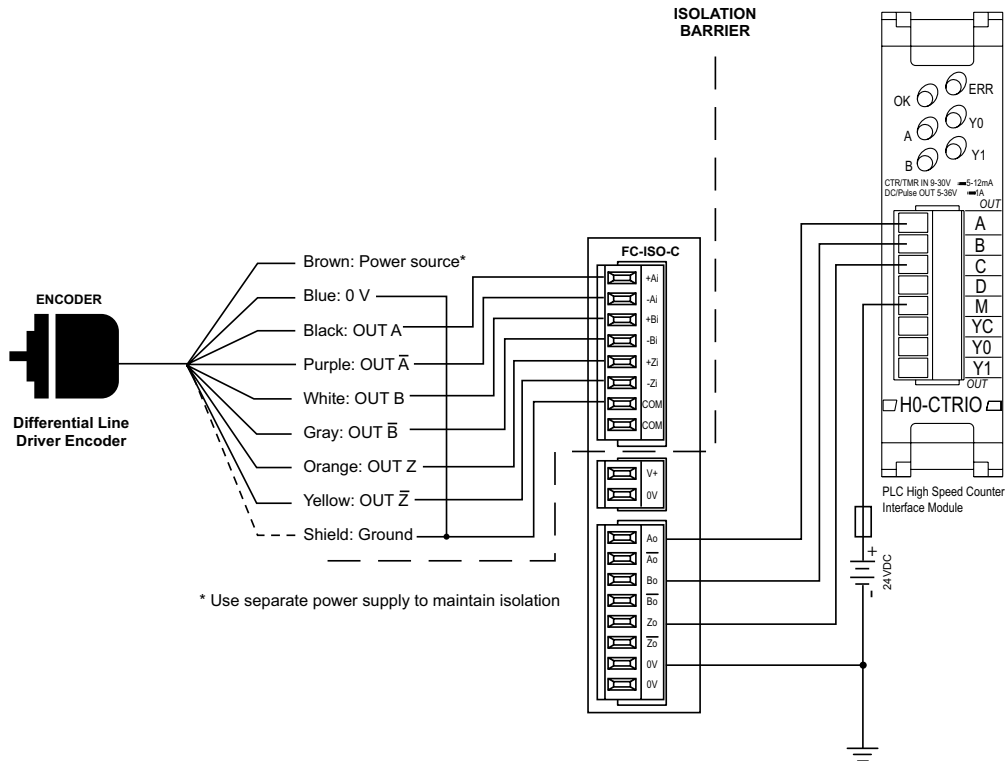 ISOLATION
BARRIER
ENCODER
Differential Line
Driver Encoder
Brown: Power source*
Blue: 0 V
Black: OUT A
Purple: OUT A̅
White: OUT B
Gray: OUT B̅
Orange: OUT Z
Yellow: OUT Z̅
Shield: Ground
* Use separate power supply to maintain isolation
FC-ISO-C
+Ai
-Ai
+Bi
-Bi
+Zi
-Zi
COM
COM
V+
0V
Ao
A̅o̅
Bo
B̅o̅
Zo
Z̅o̅
0V
0V
OK
ERR
A
Y0
B
Y1
CTR/TMR IN 9-30V 5-12mA
DC/Pulse OUT 5-36V 1A
OUT
A
B
C
D
M
YC
Y0
Y1
OUT
H0-CTRIO
PLC High Speed Counter
Interface Module
+
24VDC
-